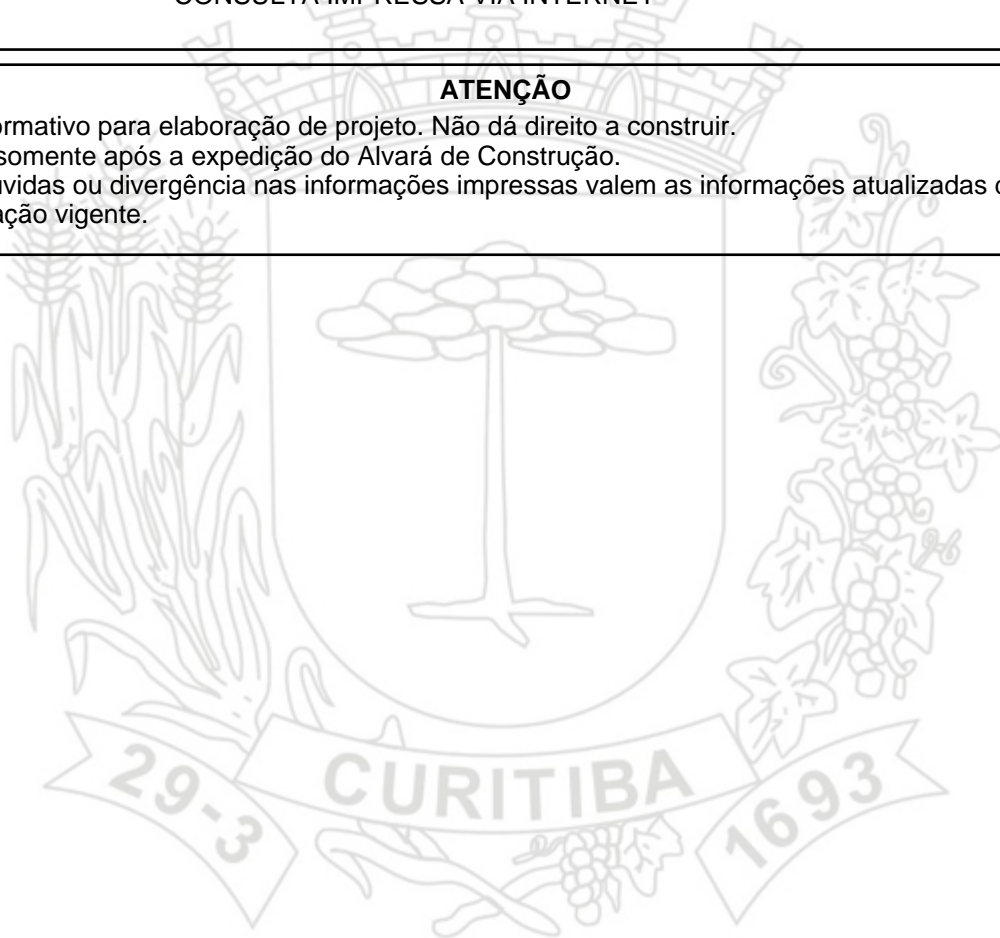 CONSULTA IMPRESSA VIA INTERNET
ATENÇÃO
ormativo para elaboração de projeto. Não dá direito a construir.
somente após a expedição do Alvará de Construção.
úvidas ou divergência nas informações impressas valem as informações atualizadas
ação vigente.
CURITIBA
29-3
1693